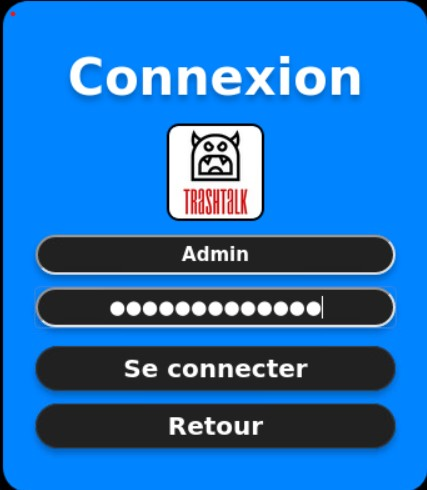 Connexion
TRASHTALK
Admin
●●●●●●●●●●●●●
Se connecter
Retour